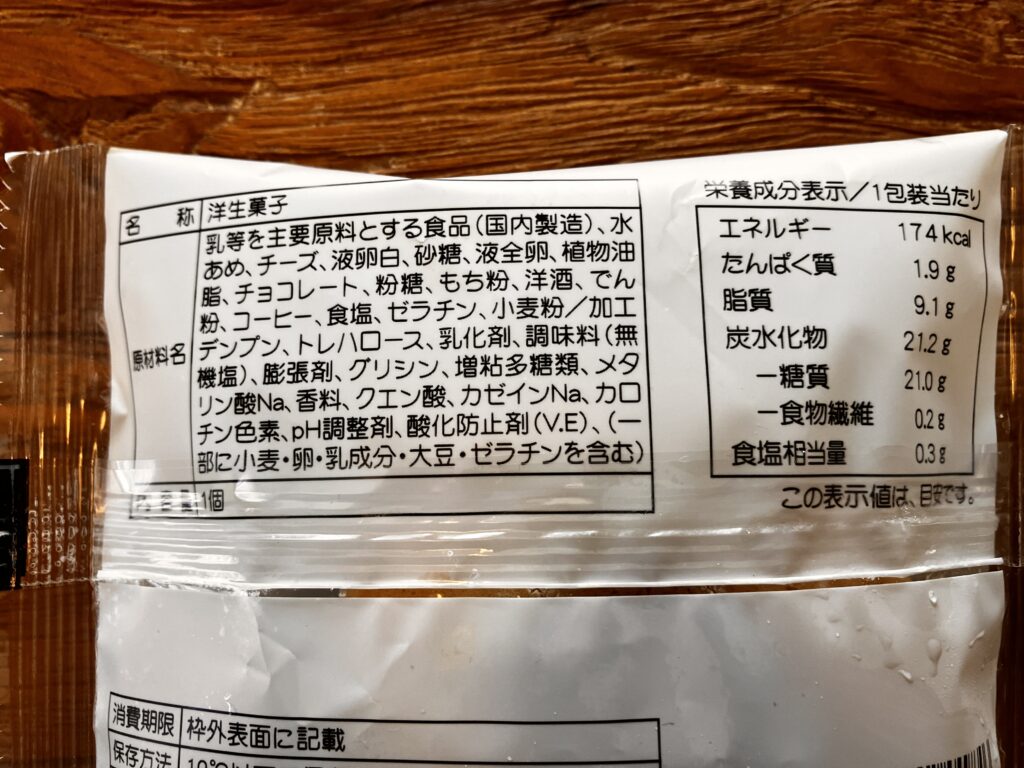 名 称 洋生菓子
原材料名
乳等を主要原料とする食品(国内製造)、水
あめ、チーズ、液卵白、砂糖、液全卵、植物油
脂、チョコレート、粉糖、もち粉、洋酒、でん
粉、コーヒー、食塩、ゼラチン、小麦粉／加工
デンプン、トレハロース、乳化剤、調味料(無
機塩)、膨張剤、グリシン、増粘多糖類、メタ
リン酸Na、香料、クエン酸、カゼインNa、カロ
チン色素、pH調整剤、酸化防止剤(V.E)、(一
部に小麦・卵・乳成分・大豆・ゼラチンを含む)
内 容 量 1個
栄養成分表示／1包装当たり
エネルギー 174kcal
たんぱく質 1.9g
脂質 9.1g
炭水化物 21.2g
－糖質 21.0g
－食物繊維 0.2g
食塩相当量 0.3g
この表示値は、目安です。
消費期限 枠外表面に記載
保存方法